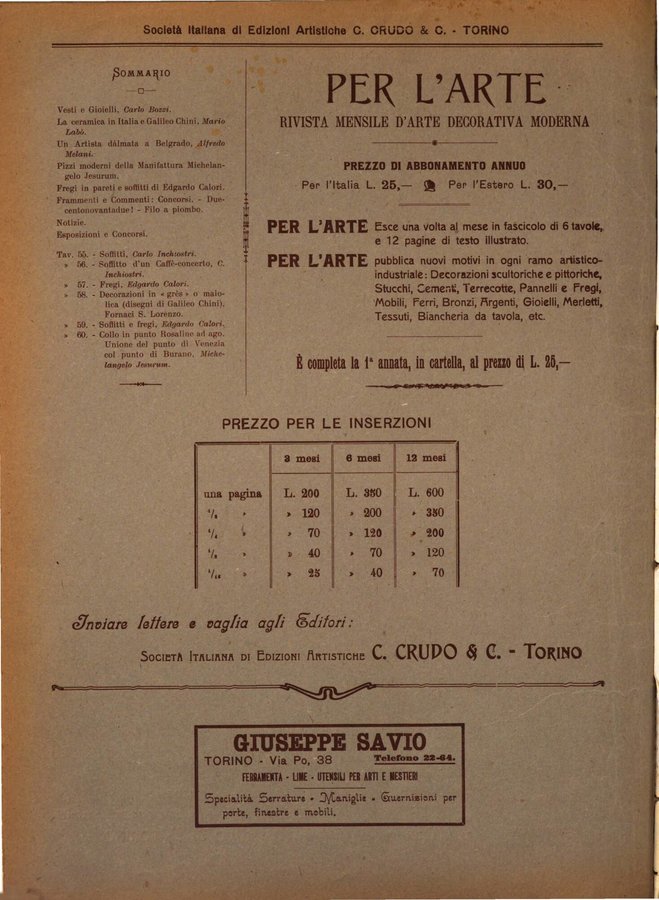 Società Italiana di Edizioni Artistiche C. CRUDO & C. - TORINO
SOMMARIO
Vesti e Gioielli, Carlo Bozzi.
La ceramica in Italia e Galileo Chini, Mario
Labò.
Un Artista dàlmata a Belgrado, Alfredo
Melani.
Pizzi moderni della Manifattura Michelan-
gelo Jesurum.
Fregi in pareti e soffitti di Edgardo Calori.
Frammenti e Commenti: Concorsi. - Due-
centonovantadue! - Filo a piombo.
Notizie.
Esposizioni e Concorsi.
Tav. 55. - Soffitti, Carlo Inchiostri.
» 56. - Soffitto d'un Caffè-concerto, C.
Inchiostri.
» 57. - Fregi, Edgardo Calori.
» 58. - Decorazioni in « grès » o maio-
lica (disegni di Galileo Chini),
Fornaci S. Lorenzo.
» 59. - Soffitti e fregi, Edgardo Calori.
» 60. - Collo in punto Rosaline ad ago.
Unione del punto di Venezia
col punto di Burano, Miche-
langelo Jesurum.
PER L'ARTE
RIVISTA MENSILE D'ARTE DECORATIVA MODERNA
PREZZO DI ABBONAMENTO ANNUO
Per l'Italia L. 25,— Per l'Estero L. 30,—
PER L'ARTE Esce una volta al mese in fascicolo di 6 tavole,
e 12 pagine di testo illustrato.
PER L'ARTE pubblica nuovi motivi in ogni ramo artistico-
industriale: Decorazioni scultoriche e pittoriche,
Stucchi, Cementi, Terrecotte, Pannelli e Fregi,
Mobili, Ferri, Bronzi, Argenti, Gioielli, Merletti,
Tessuti, Biancheria da tavola, etc.
È completa la 1ª annata, in cartella, al prezzo di L. 25,—
PREZZO PER LE INSERZIONI
3 mesi 6 mesi 12 mesi
una pagina L. 200 L. 350 L. 600
1/2 » » 120 » 200 » 350
1/4 » » 70 » 120 » 200
1/8 » » 40 » 70 » 120
1/16 » » 25 » 40 » 70
Inviare lettere e vaglia agli Editori:
SOCIETÀ ITALIANA DI EDIZIONI ARTISTICHE C. CRUDO & C. - TORINO
GIUSEPPE SAVIO
TORINO - Via Po, 38 Telefono 22-64.
FERRAMENTA - LIME - UTENSILI PER ARTI E MESTIERI
Specialità Serrature - Maniglie - Guernizioni per
porte, finestre e mobili.